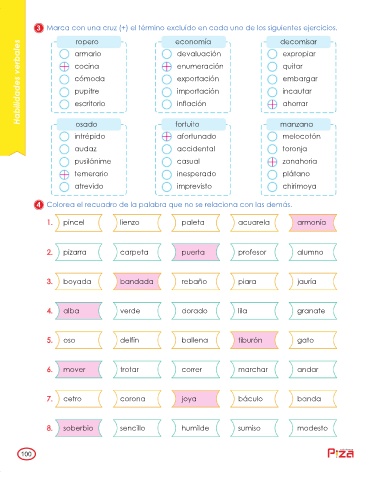 Habilidades verbales
3 Marca con una cruz (+) el término excluido en cada uno de los siguientes ejercicios.
ropero
armario
cocina
cómoda
pupitre
escritorio
economía
devaluación
enumeración
exportación
importación
inflación
decomisar
expropiar
quitar
embargar
incautar
ahorrar
osado
intrépido
audaz
pusilánime
temerario
atrevido
fortuito
afortunado
accidental
casual
inesperado
imprevisto
manzana
melocotón
toronja
zanahoria
plátano
chirimoya
4 Colorea el recuadro de la palabra que no se relaciona con las demás.
1. pincel lienzo paleta acuarela armonía
2. pizarra carpeta puerta profesor alumno
3. boyada bandada rebaño piara jauría
4. alba verde dorado lila granate
5. oso delfín ballena tiburón gato
6. mover trotar correr marchar andar
7. cetro corona joya báculo banda
8. soberbio sencillo humilde sumiso modesto
100
Piza